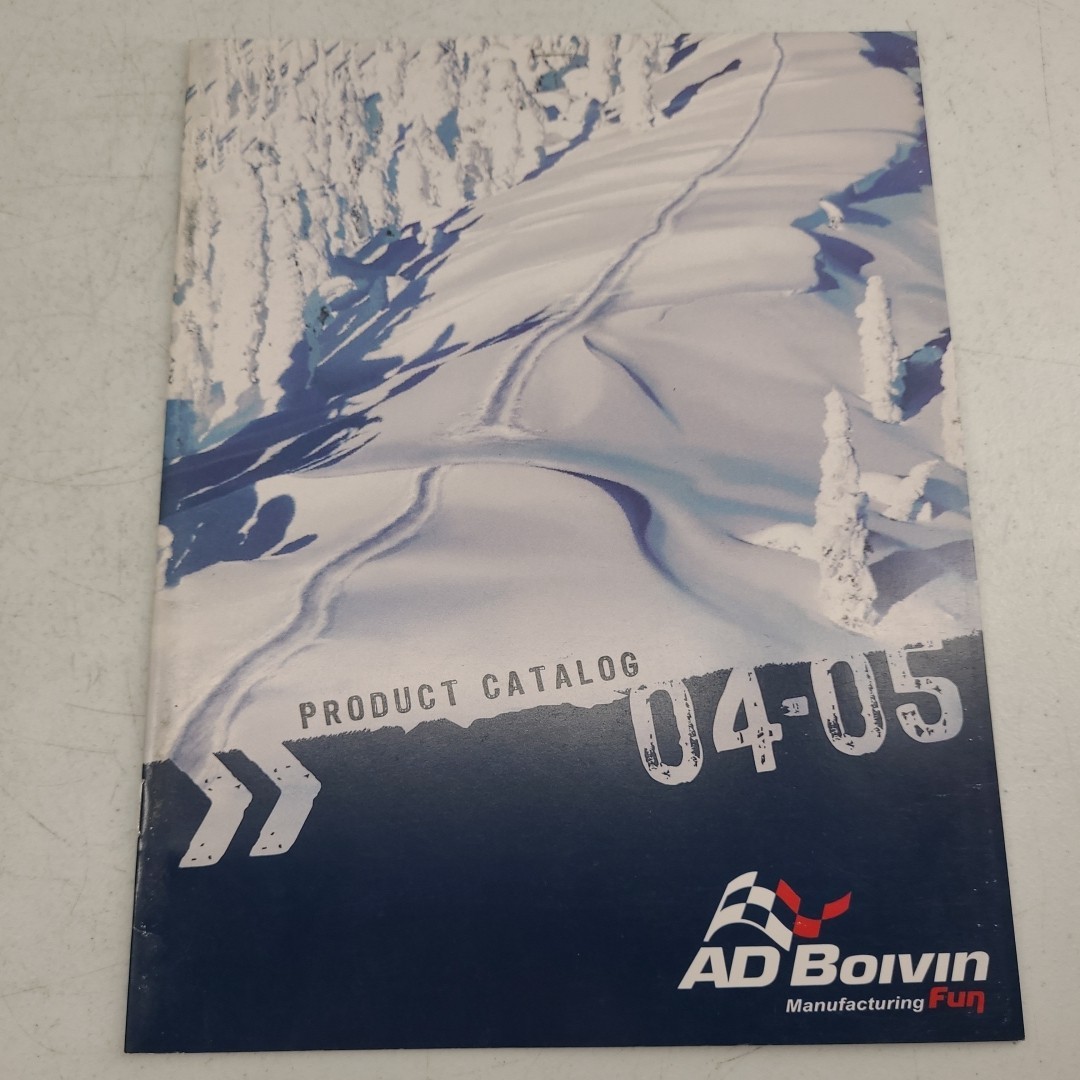 PRODUCT CATALOG
04-05
AD BOIVIN
Manufacturing Fun